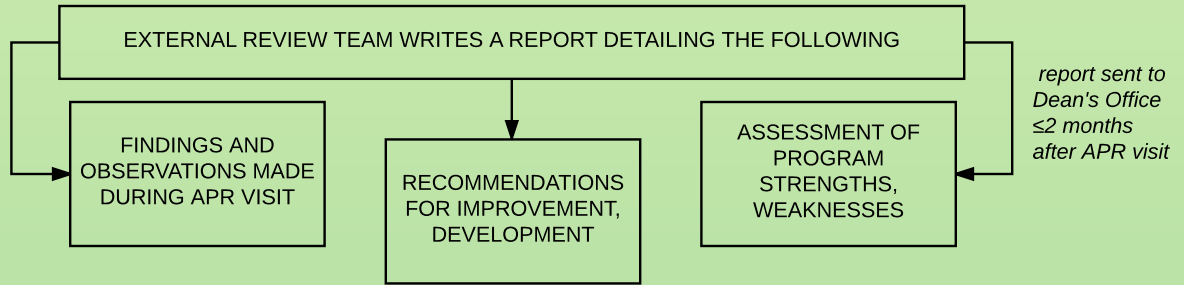 EXTERNAL REVIEW TEAM WRITES A REPORT DETAILING THE FOLLOWING
FINDINGS AND
OBSERVATIONS MADE
DURING APR VISIT
RECOMMENDATIONS
FOR IMPROVEMENT,
DEVELOPMENT
ASSESSMENT OF
PROGRAM
STRENGTHS,
WEAKNESSES
report sent to
Dean's Office
≤2 months
after APR visit